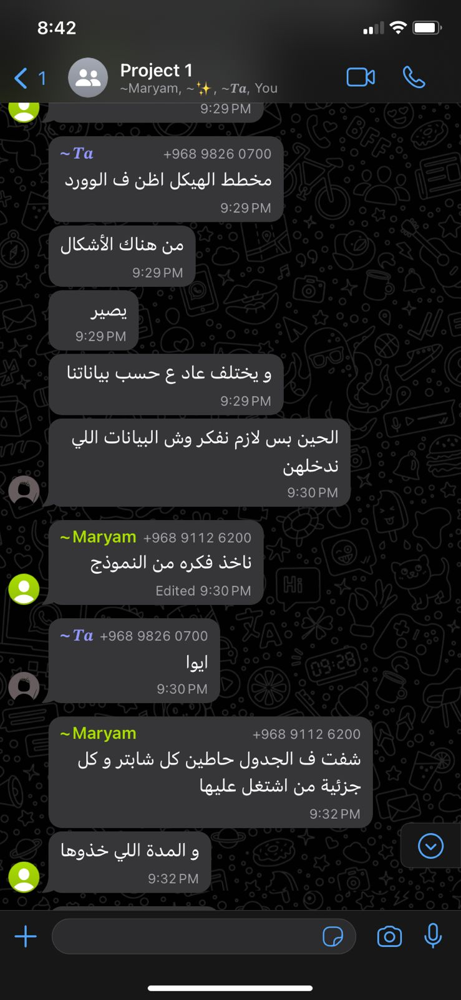 8:42
1
Project 1
~Maryam, ~✨, ~Ta, You
9:29 PM
~Ta +968 9826 0700
مخطط الهيكل اظن ف الوورد
9:29 PM
من هناك الأشكال
9:29 PM
يصير
9:29 PM
و يختلف عاد ع حسب بياناتنا
9:29 PM
الحين بس لازم نفكر وش البيانات اللي
ندخلهن
9:30 PM
~Maryam +968 9112 6200
ناخذ فكره من النموذج
Edited 9:30 PM
~Ta +968 9826 0700
ايوا
9:30 PM
~Maryam +968 9112 6200
شفت ف الجدول حاطين كل شابتر و كل
جزئية من اشتغل عليها
9:32 PM
و المدة اللي خذوها
9:32 PM